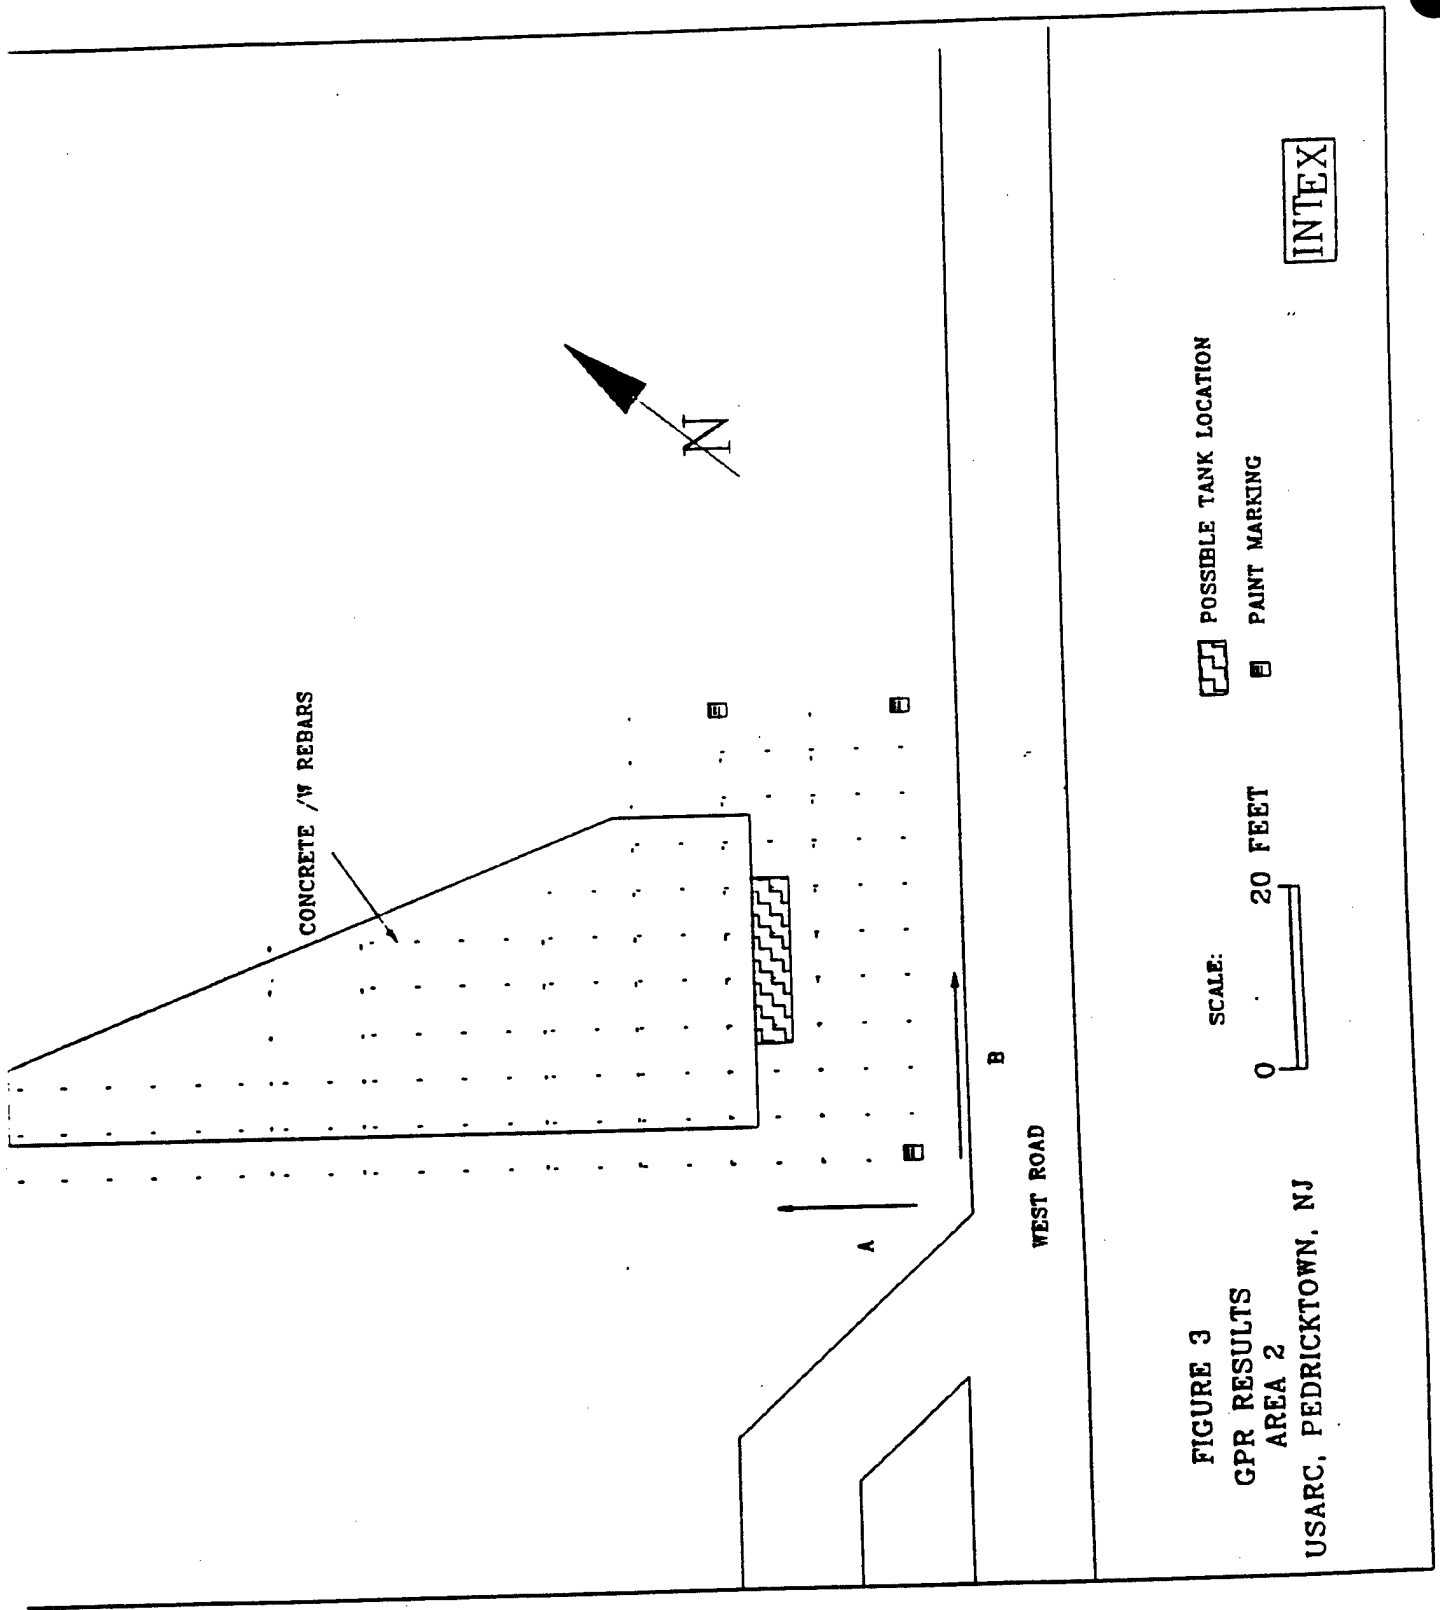 CONCRETE /W REBARS
N
A
B
WEST ROAD
FIGURE 3
GPR RESULTS
AREA 2
USARC, PEDRICKTOWN, NJ
SCALE:
0
20 FEET
POSSIBLE TANK LOCATION
PAINT MARKING
INTEX